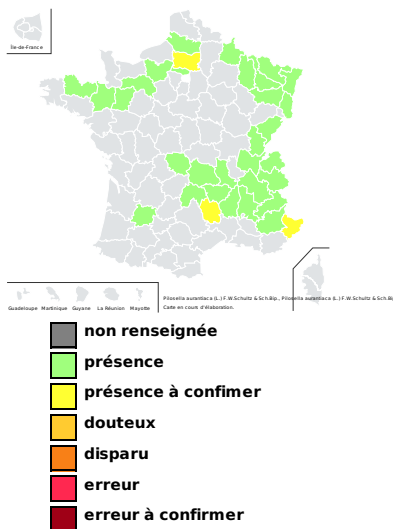 Île-de-France
Guadeloupe Martinique Guyane La Réunion Mayotte
Pilosella aurantiaca (L.) F.W.Schultz & Sch.Bip., Pilosella aurantiaca (L.) F.W.Schultz & Sch.Bi
Carte en cours d'élaboration.
non renseignée
présence
présence à confimer
douteux
disparu
erreur
erreur à confirmer